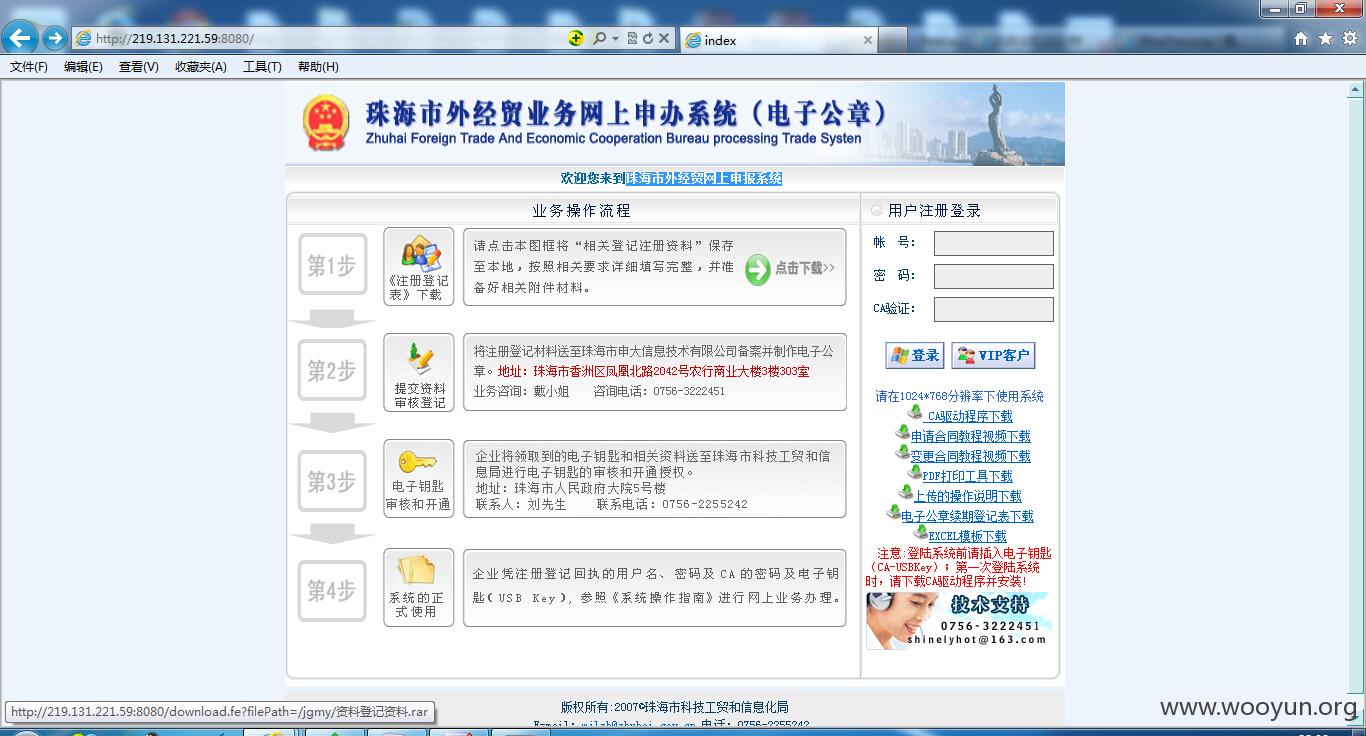 http://219.131.221.59:8080/
index
文件(F) 编辑(E) 查看(V) 收藏夹(A) 工具(T) 帮助(H)
珠海市外经贸业务网上申办系统（电子公章）
Zhuhai Foreign Trade And Economic Cooperation Bureau processing Trade Systen
欢迎您来到珠海市外经贸网上申报系统
业务操作流程
第1步
《注册登记
表》下载
请点击本图框将“相关登记注册资料”保存
至本地，按照相关要求详细填写完整，并准
备好相关附件材料。
点击下载>>
第2步
提交资料
审核登记
将注册登记材料送至珠海市申大信息技术有限公司备案并制作电子公
章。地址：珠海市香洲区凤凰北路2042号农行商业大楼3楼303室
业务咨询：戴小姐 咨询电话：0756-3222451
第3步
电子钥匙
审核和开通
企业将领取到的电子钥匙和相关资料送至珠海市科技工贸和信
息局进行电子钥匙的审核和开通授权。
地址：珠海市人民政府大院5号楼
联系人：刘先生 联系电话：0756-2255242
第4步
系统的正
式使用
企业凭注册登记回执的用户名、密码及CA的密码及电子钥
匙(USB Key)，参照《系统操作指南》进行网上业务办理。
用户注册登录
帐 号：
密 码：
CA验证：
登录 VIP客户
请在1024*768分辨率下使用系统
CA驱动程序下载
申请合同教程视频下载
变更合同教程视频下载
PDF打印工具下载
上传的操作说明下载
电子公章续期登记表下载
EXCEL模板下载
注意:登陆系统前请插入电子钥匙
（CA-USBKey）；第一次登陆系统
时，请下载CA驱动程序并安装!
技术支持
0756-3222451
shinelyhot@163.com
版权所有:2007©珠海市科技工贸和信息化局
http://219.131.221.59:8080/download.fe?filePath=/jgmy/资料登记资料.rar
www.wooyun.org